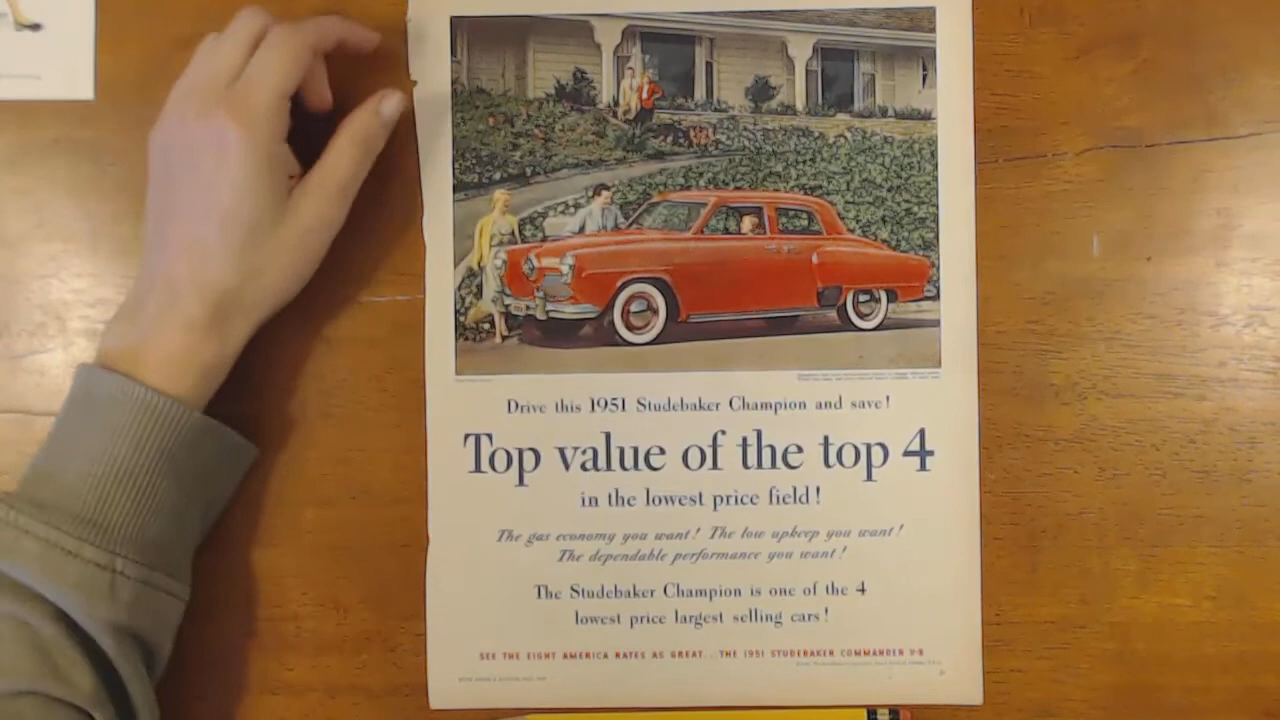 Drive this 1951 Studebaker Champion and save!
Top value of the top 4
in the lowest price field!
The gas economy you want! The low upkeep you want!
The dependable performance you want!
The Studebaker Champion is one of the 4
lowest price largest selling cars!
SEE THE EIGHT AMERICA RATES AS GREAT... THE 1951 STUDEBAKER COMMANDER V-8